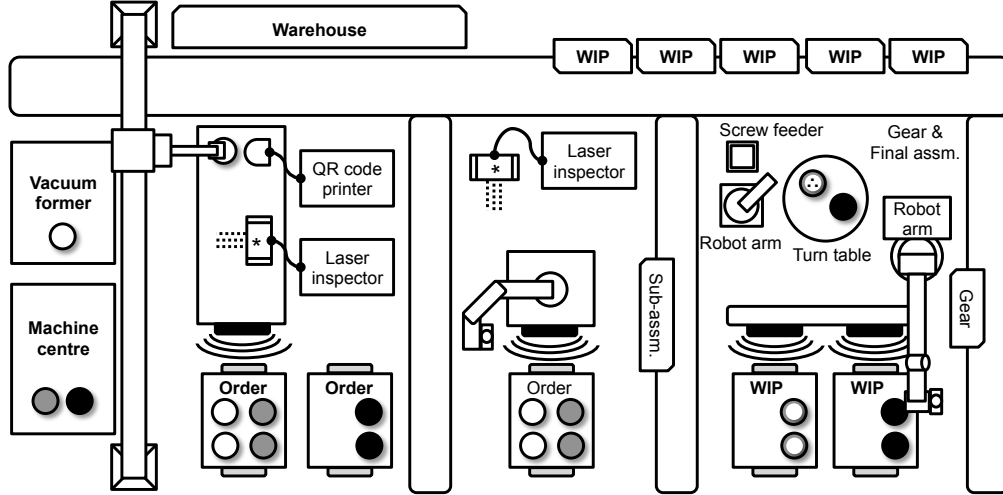 Warehouse
WIP
WIP
WIP
WIP
WIP
Vacuum
former
QR code
printer
*
Laser
inspector
*
Laser
inspector
Screw feeder
Gear &
Final assm.
Robot arm
Turn table
Robot
arm
Machine
centre
Sub-assm.
Gear
Order
Order
Order
WIP
WIP